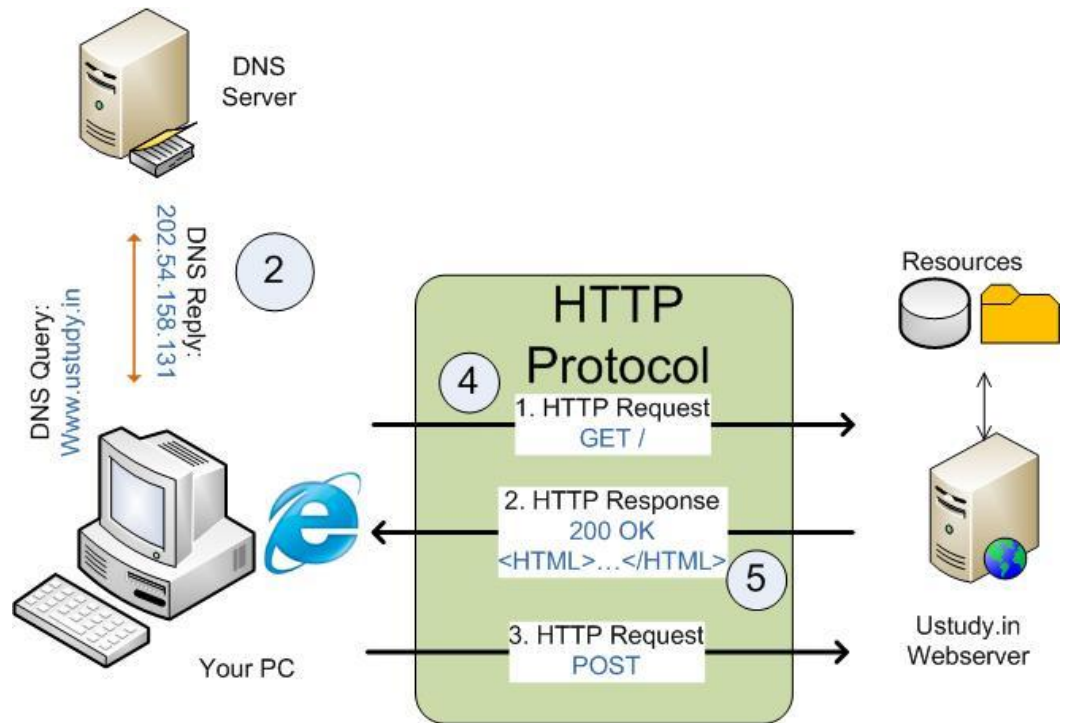 DNS
Server
DNS Query:
Www.ustudy.in
DNS Reply:
202.54.158.131
2
HTTP
Protocol
4
1. HTTP Request
GET /
2. HTTP Response
200 OK
<HTML>...</HTML>
5
3. HTTP Request
POST
Your PC
Resources
Ustudy.in
Webserver